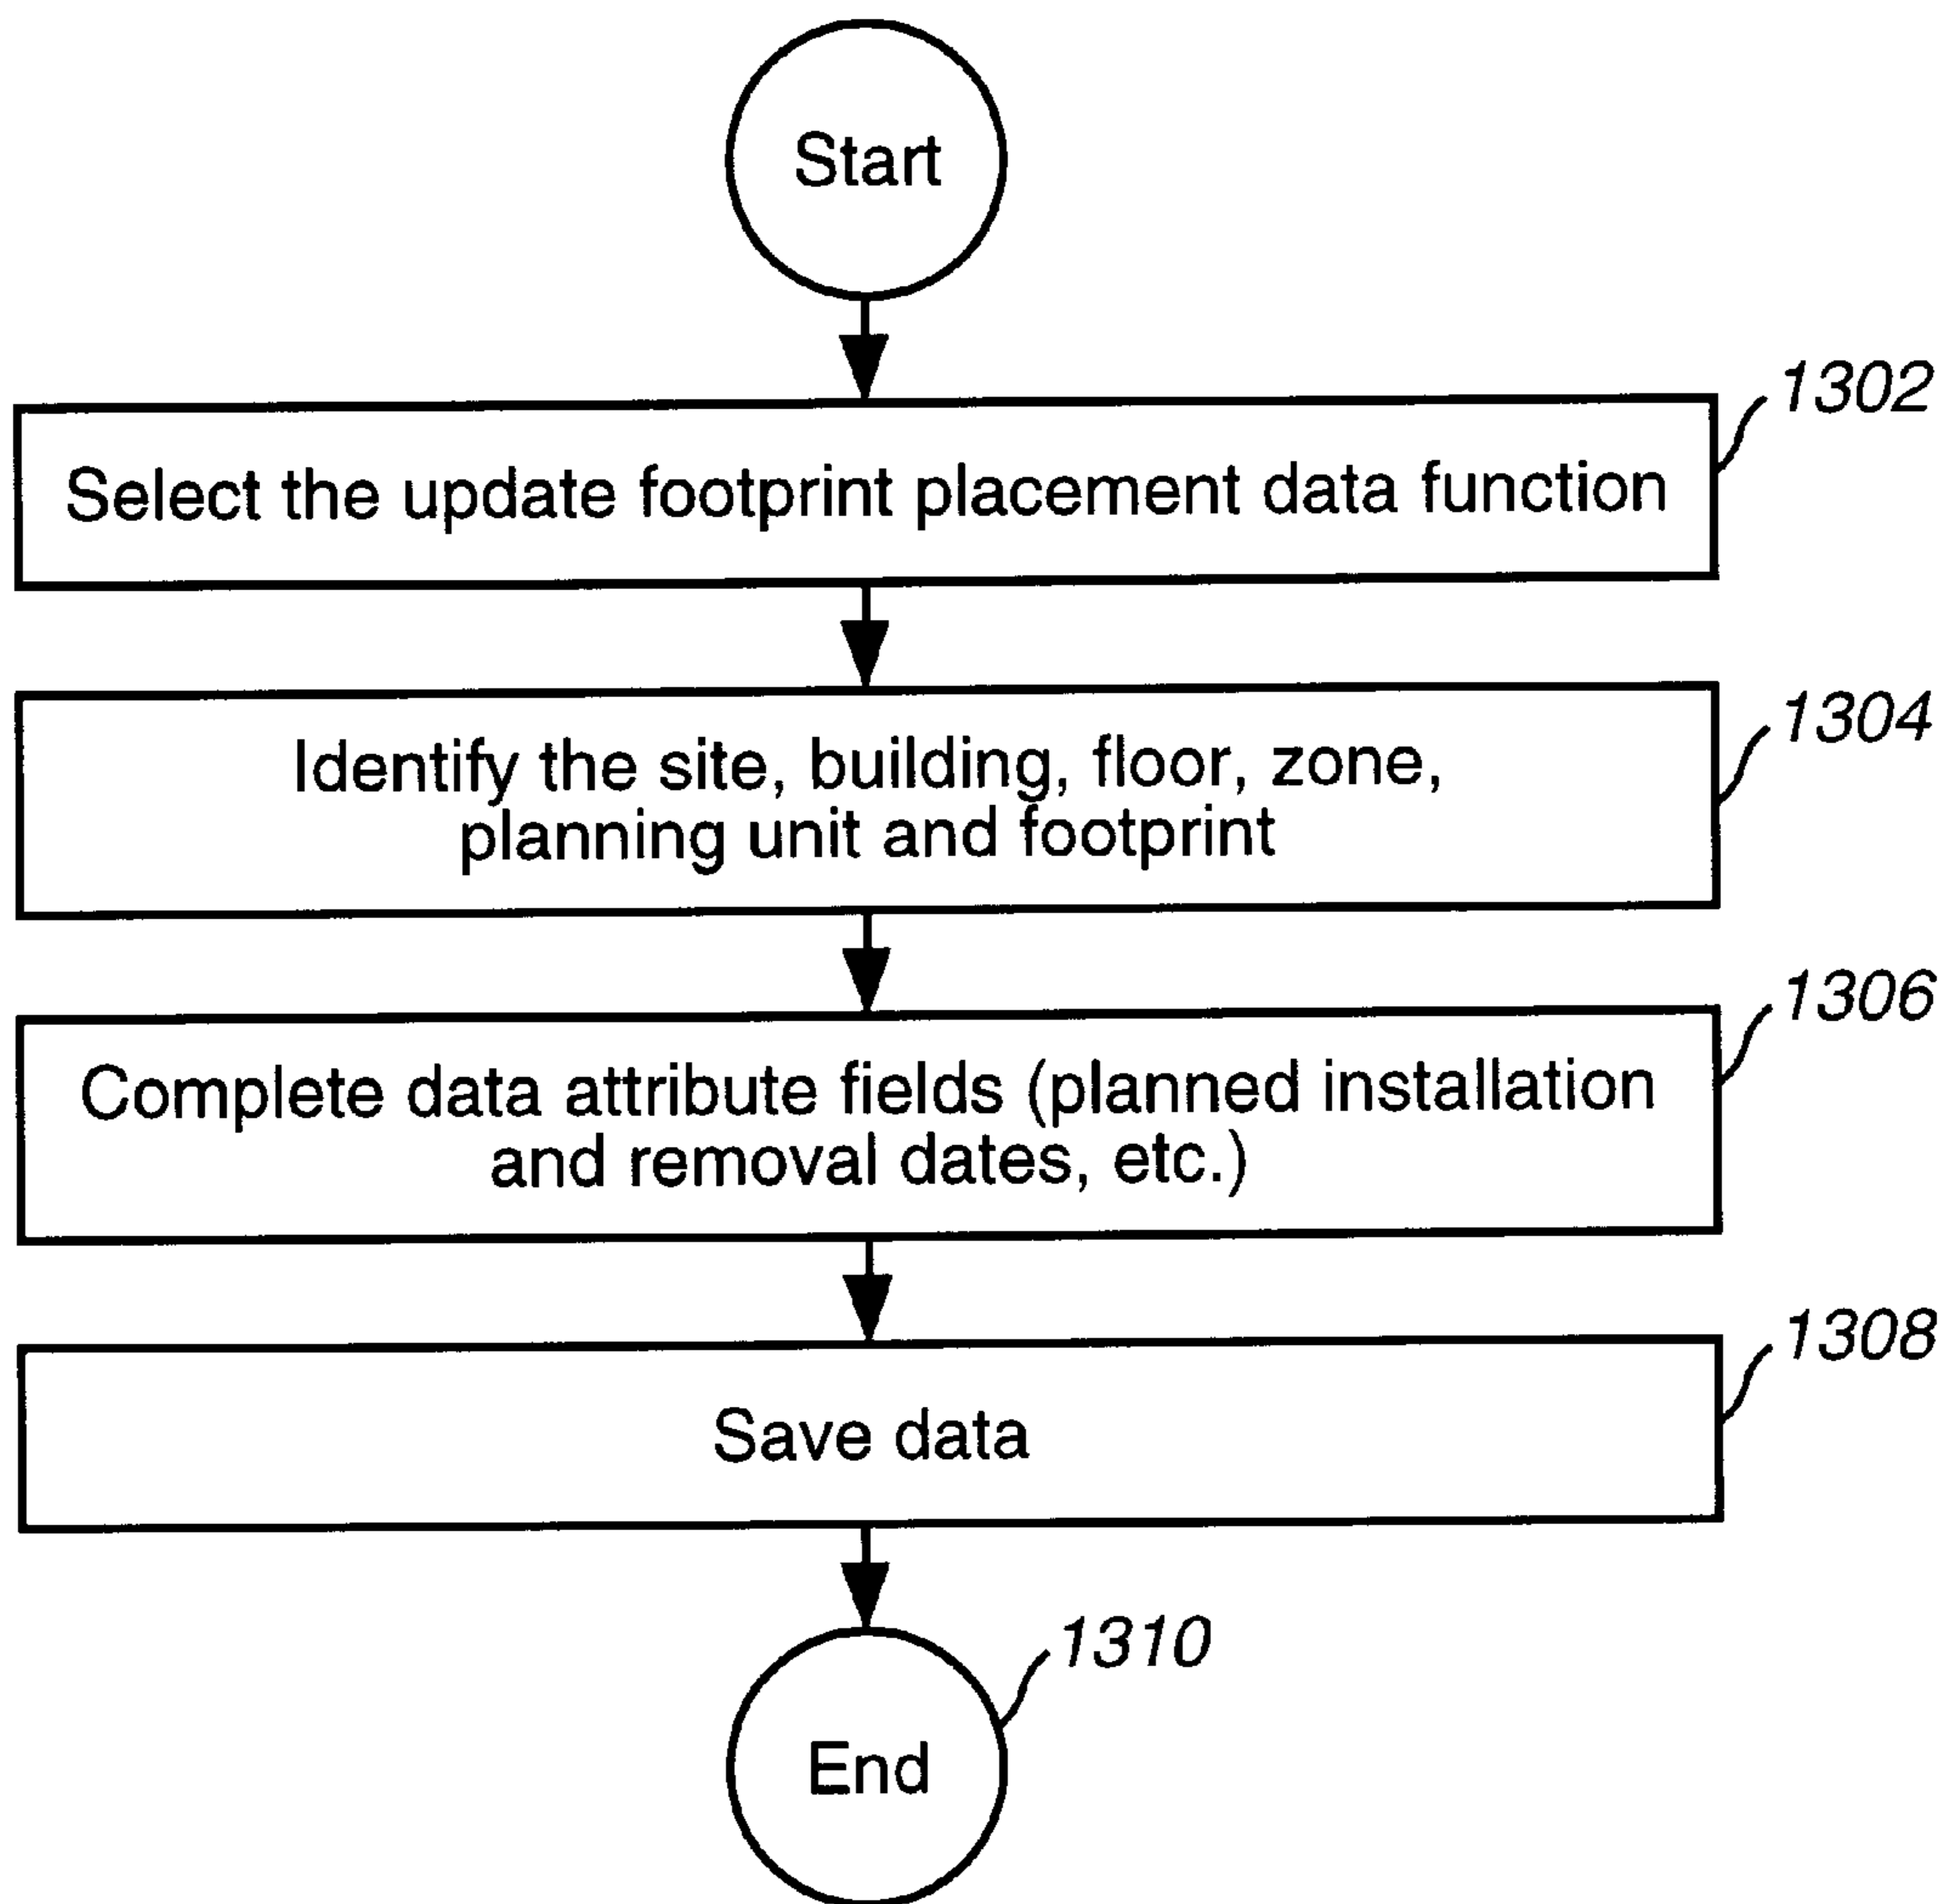 Start
1302
Select the update footprint placement data function
1304
Identify the site, building, floor, zone,
planning unit and footprint
1306
Complete data attribute fields (planned installation
and removal dates, etc.)
1308
Save data
1310
End